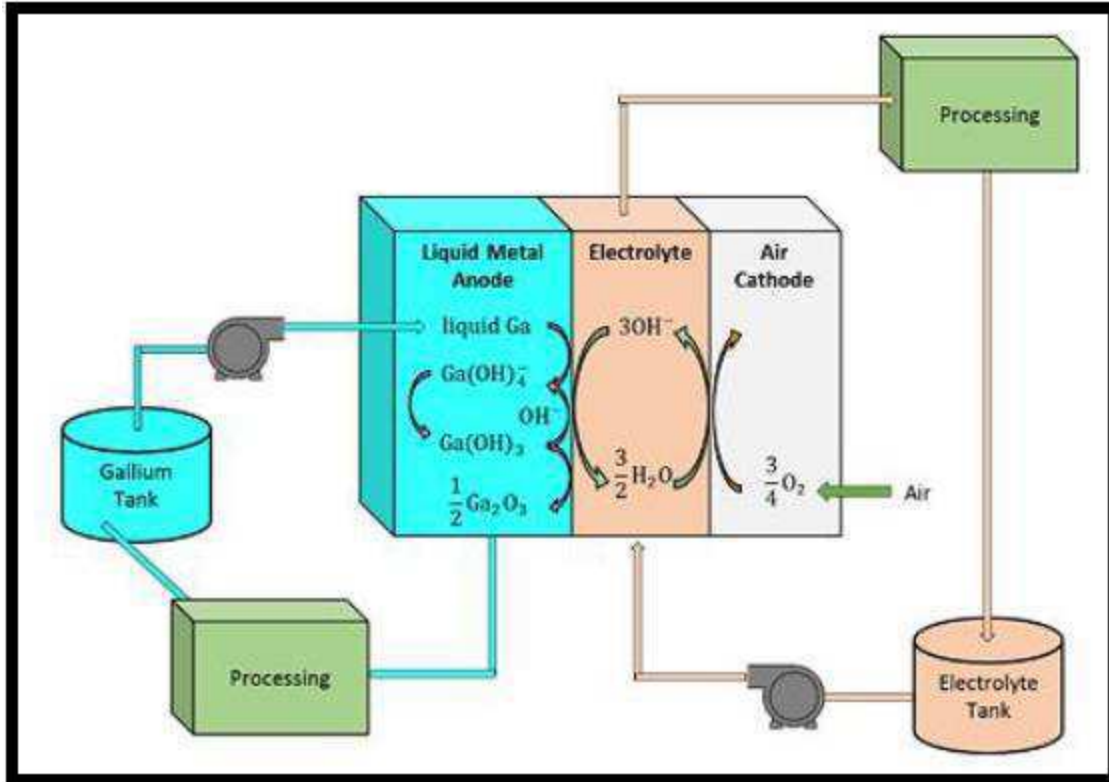 Processing
Liquid Metal
Anode
Electrolyte
Air
Cathode
liquid Ga
3OH⁻
Ga(OH)₄⁻
OH⁻
Ga(OH)₃
1/2 Ga₂O₃
3/2 H₂O
3/4 O₂
Air
Gallium
Tank
Processing
Electrolyte
Tank